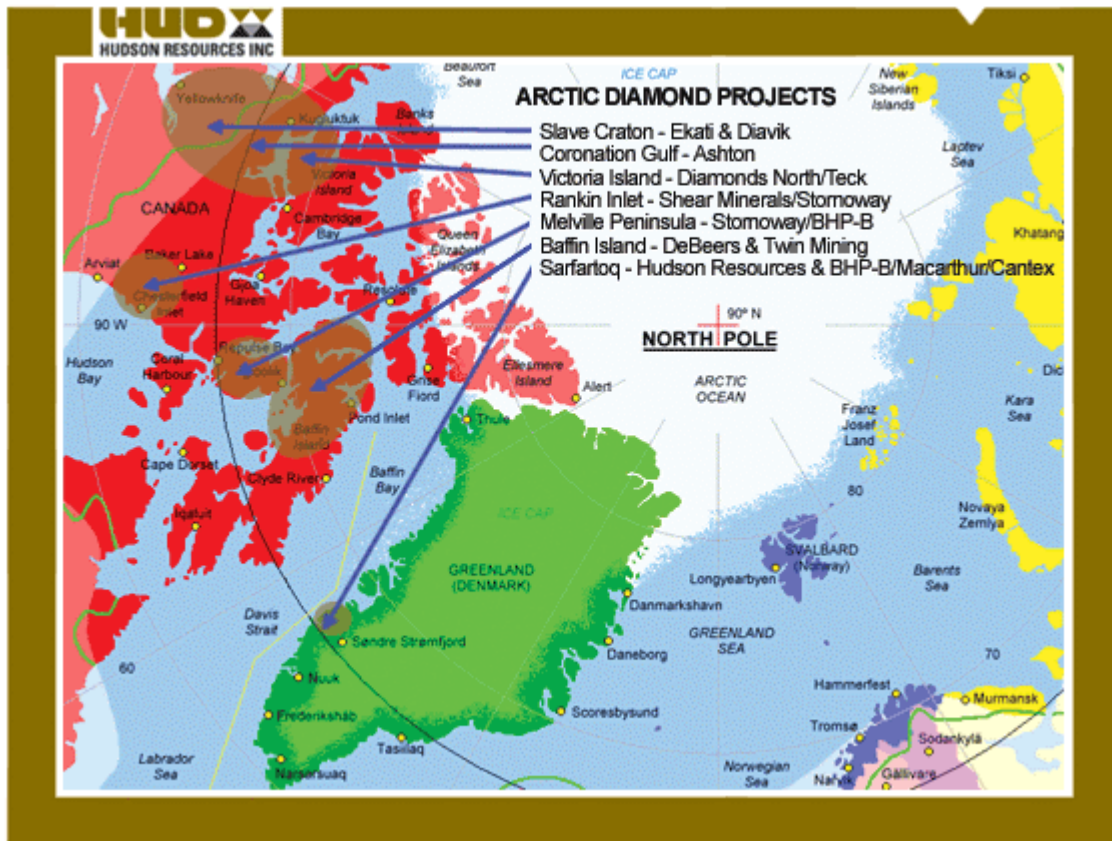 HUD
HUDSON RESOURCES INC
ARCTIC DIAMOND PROJECTS
Slave Craton - Ekati & Diavik
Coronation Gulf - Ashton
Victoria Island - Diamonds North/Teck
Rankin Inlet - Shear Minerals/Stornoway
Melville Peninsula - Stornoway/BHP-B
Baffin Island - DeBeers & Twin Mining
Sarfartoq - Hudson Resources & BHP-B/Macarthur/Cantex
Beaufort
Sea
ICE CAP
New
Siberian
Islands
Tiksi
Yellowknife
Kugluktuk
Banks
Island
Laptev
Sea
Victoria
Island
CANADA
Cambridge
Bay
Queen
Elizabeth
Islands
Khatang
Arviat
Baker Lake
Gjoa
Haven
Resolute
Chesterfield
Inlet
90 W
90° N
NORTH POLE
Hudson
Bay
Repulse Bay
Coral
Harbour
Grise
Fiord
Ellesmere
Island
Alert
ARCTIC
OCEAN
Dic
Kara
Sea
Pond Inlet
Thule
Franz
Josef
Land
Baffin
Island
Cape Dorset
Clyde River
Baffin
Bay
80
Iqaluit
ICE CAP
Novaya
Zemlya
GREENLAND
(DENMARK)
SVALBARD
(Norway)
Longyearbyen
Barents
Sea
Davis
Strait
Danmarkshavn
Søndre Strømfjord
GREENLAND
SEA
Daneborg
60
70
Nuuk
Hammerfest
Murmansk
Frederikshåb
Scoresbysund
Tromsø
Tasiilaq
Sodankylä
Labrador
Sea
Narsarsuaq
Norwegian
Sea
Narvik
Gällivare